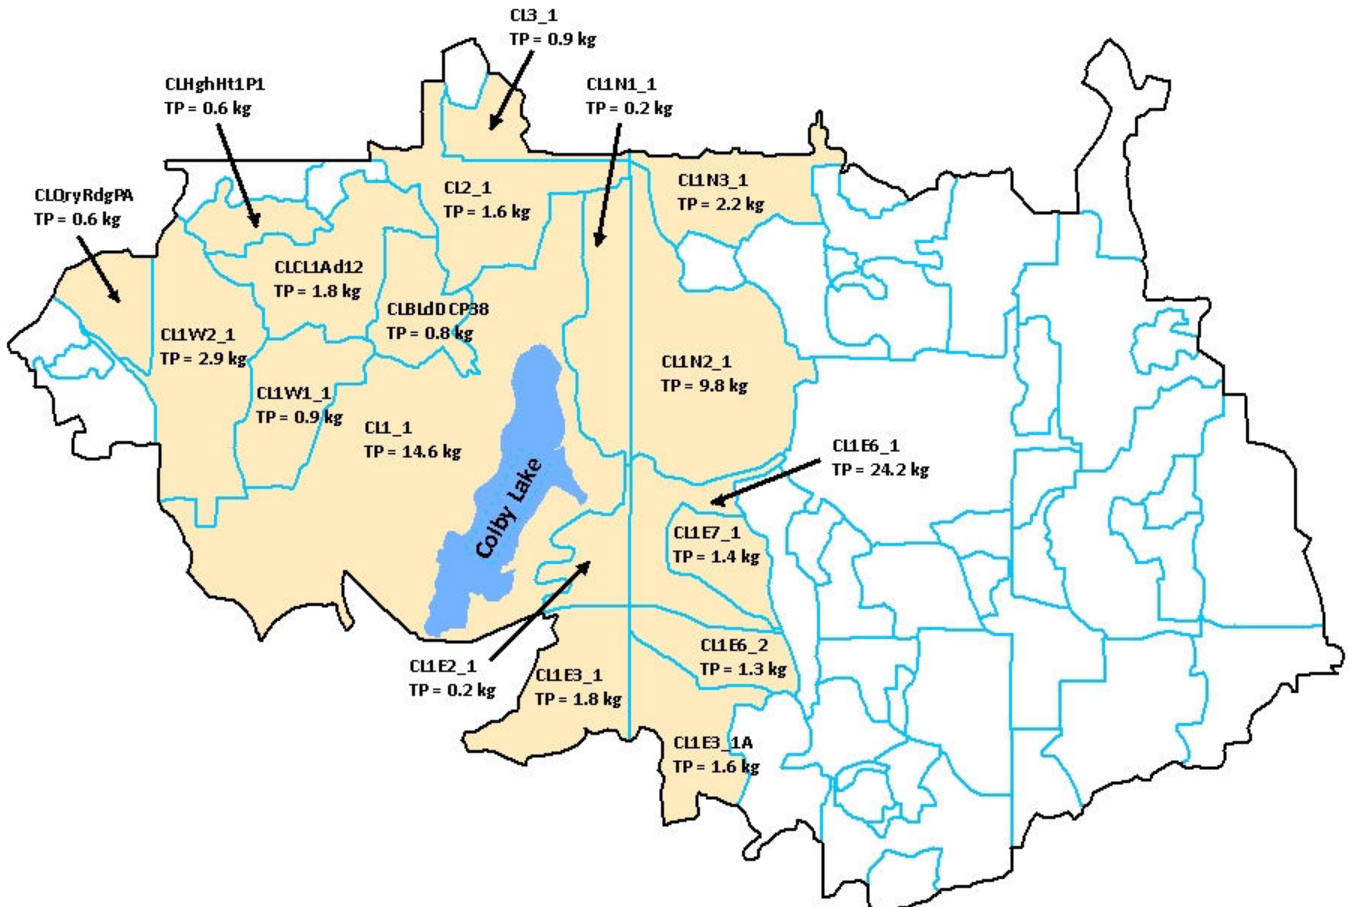 CL3_1
TP = 0.9 kg
CLHghHt1P1
TP = 0.6 kg
CL1N1_1
TP = 0.2 kg
CLQryRdgPA
TP = 0.6 kg
CL2_1
TP = 1.6 kg
CL1N3_1
TP = 2.2 kg
CLCL1Ad12
TP = 1.8 kg
CLBLdDCP38
TP = 0.8 kg
CL1W2_1
TP = 2.9 kg
CL1N2_1
TP = 9.8 kg
CL1W1_1
TP = 0.9 kg
CL1_1
TP = 14.6 kg
CL1E6_1
TP = 24.2 kg
Colby Lake
CL1E7_1
TP = 1.4 kg
CL1E6_2
TP = 1.3 kg
CL1E2_1
TP = 0.2 kg
CL1E3_1
TP = 1.8 kg
CL1E3_1A
TP = 1.6 kg